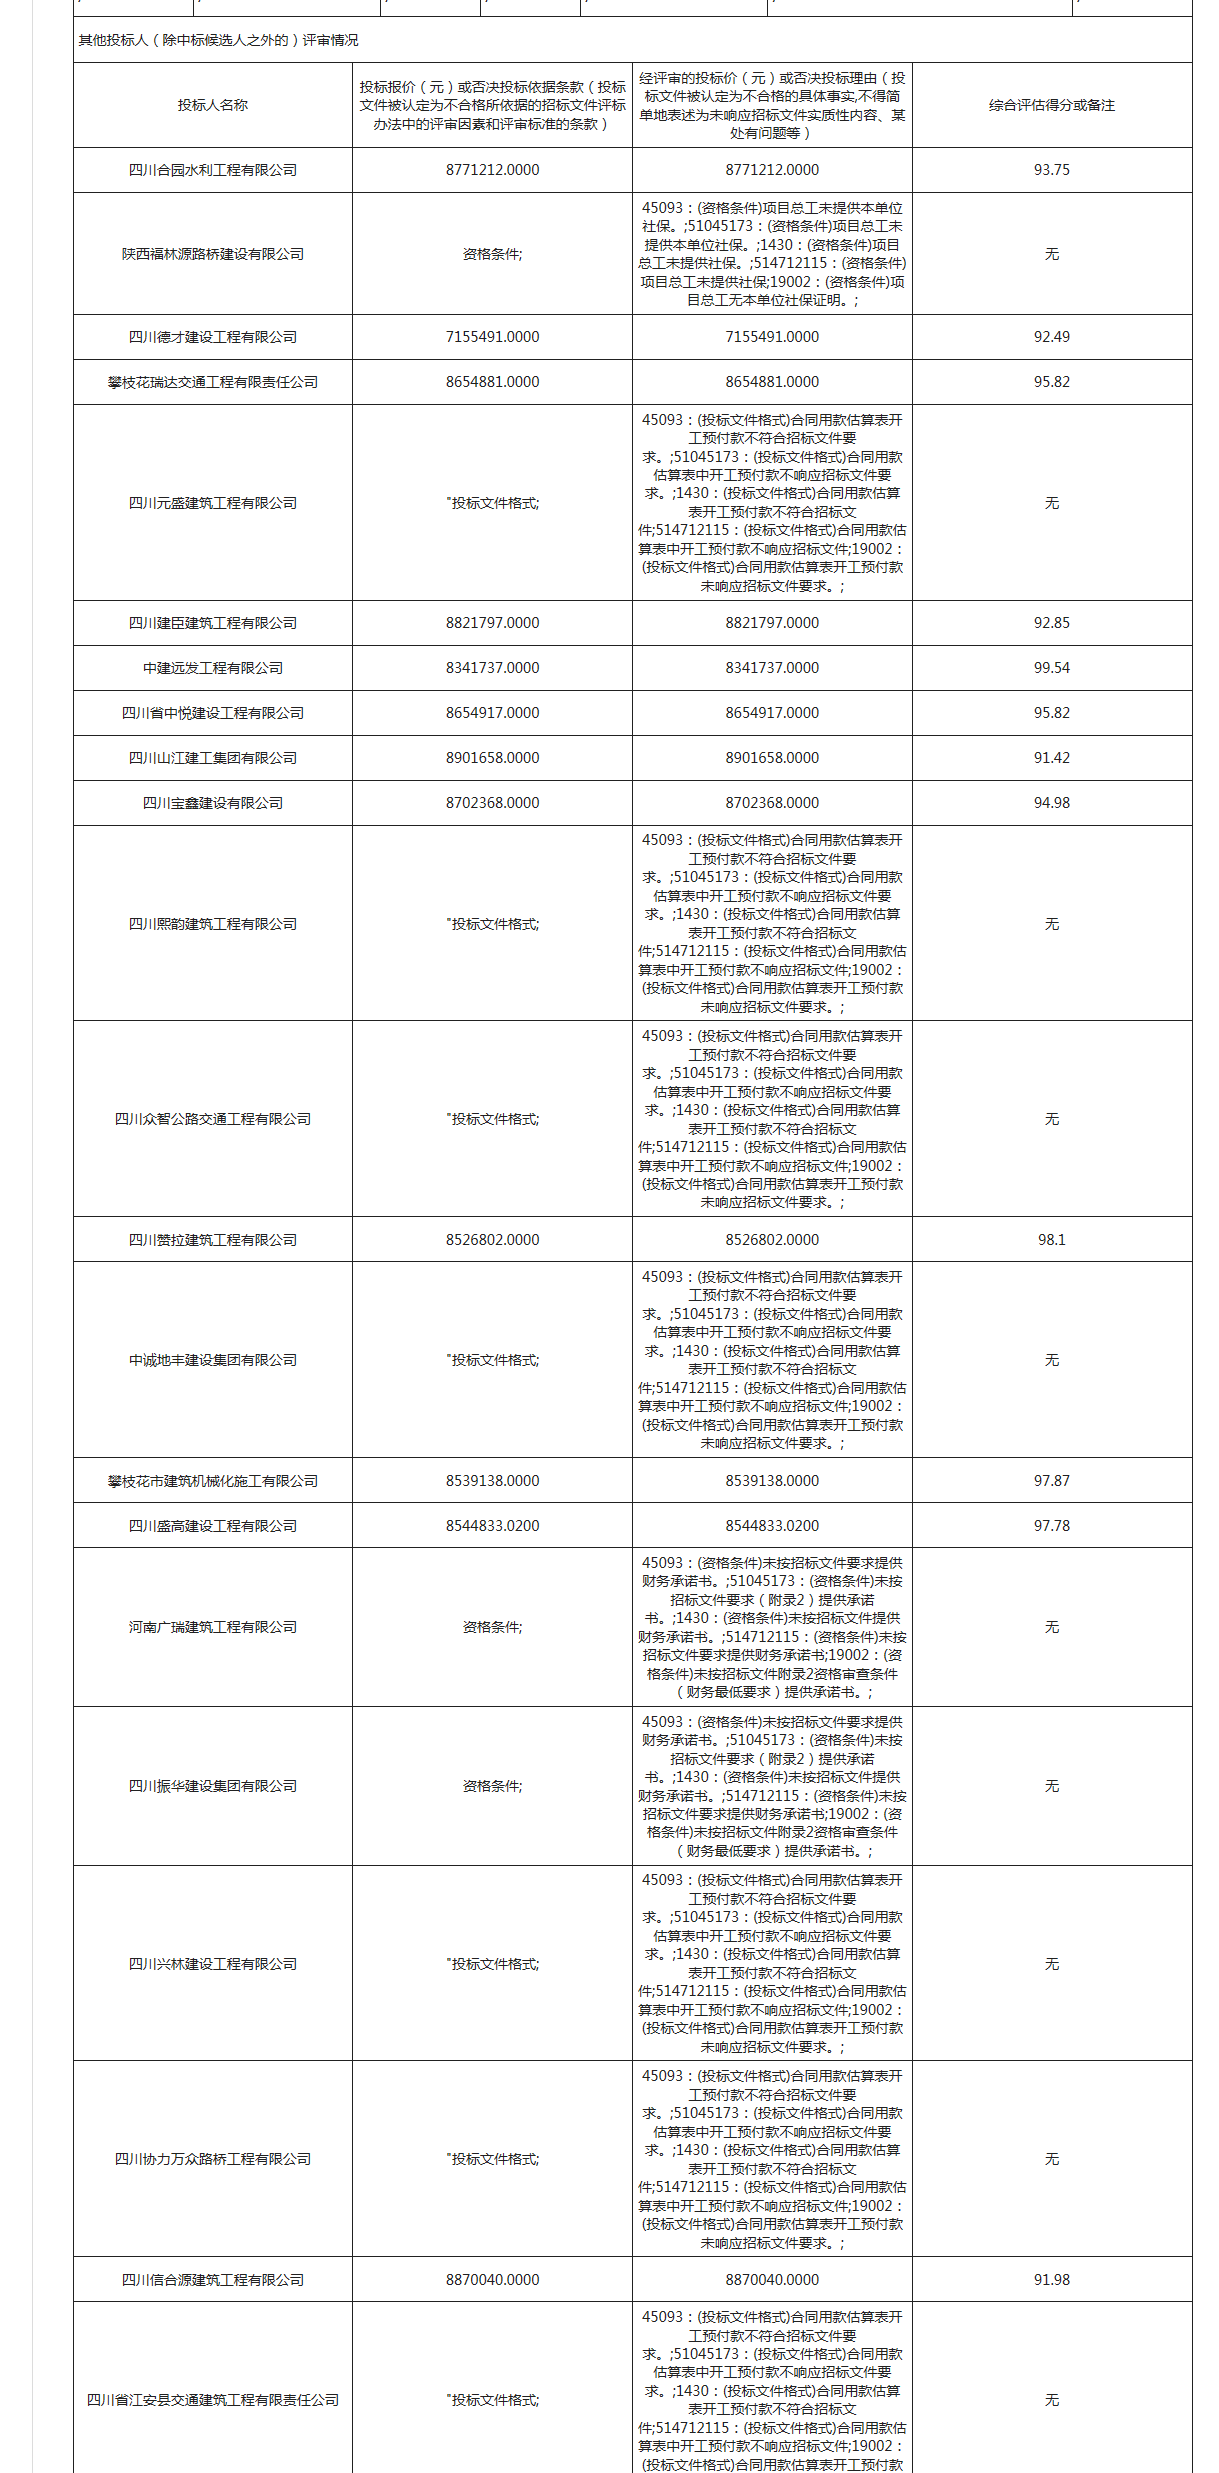 其他投标人（除中标候选人之外的）评审情况
投标人名称
投标报价（元）或否决投标依据条款（投标
文件被认定为不合格所依据的招标文件评标
办法中的评审因素和评审标准的条款）
经评审的投标价（元）或否决投标理由（投
标文件被认定为不合格的具体事实,不得简
单地表述为未响应招标文件实质性内容、某
处有问题等）
综合评估得分或备注
四川合园水利工程有限公司
8771212.0000
8771212.0000
93.75
陕西福林源路桥建设有限公司
资格条件;
45093：(资格条件)项目总工未提供本单位
社保。;51045173：(资格条件)项目总工未
提供本单位社保。;1430：(资格条件)项目
总工未提供社保。;514712115：(资格条件)
项目总工未提供社保;19002：(资格条件)项
目总工无本单位社保证明。;
无
四川德才建设工程有限公司
7155491.0000
7155491.0000
92.49
攀枝花瑞达交通工程有限责任公司
8654881.0000
8654881.0000
95.82
四川元盛建筑工程有限公司
"投标文件格式;
45093：(投标文件格式)合同用款估算表开
工预付款不符合招标文件要
求。;51045173：(投标文件格式)合同用款
估算表中开工预付款不响应招标文件要
求。;1430：(投标文件格式)合同用款估算
表开工预付款不符合招标文
件;514712115：(投标文件格式)合同用款估
算表中开工预付款不响应招标文件;19002：
(投标文件格式)合同用款估算表开工预付款
未响应招标文件要求。;
无
四川建臣建筑工程有限公司
8821797.0000
8821797.0000
92.85
中建远发工程有限公司
8341737.0000
8341737.0000
99.54
四川省中悦建设工程有限公司
8654917.0000
8654917.0000
95.82
四川山江建工集团有限公司
8901658.0000
8901658.0000
91.42
四川宝鑫建设有限公司
8702368.0000
8702368.0000
94.98
四川熙韵建筑工程有限公司
"投标文件格式;
45093：(投标文件格式)合同用款估算表开
工预付款不符合招标文件要
求。;51045173：(投标文件格式)合同用款
估算表中开工预付款不响应招标文件要
求。;1430：(投标文件格式)合同用款估算
表开工预付款不符合招标文
件;514712115：(投标文件格式)合同用款估
算表中开工预付款不响应招标文件;19002：
(投标文件格式)合同用款估算表开工预付款
未响应招标文件要求。;
无
四川众智公路交通工程有限公司
"投标文件格式;
45093：(投标文件格式)合同用款估算表开
工预付款不符合招标文件要
求。;51045173：(投标文件格式)合同用款
估算表中开工预付款不响应招标文件要
求。;1430：(投标文件格式)合同用款估算
表开工预付款不符合招标文
件;514712115：(投标文件格式)合同用款估
算表中开工预付款不响应招标文件;19002：
(投标文件格式)合同用款估算表开工预付款
未响应招标文件要求。;
无
四川赞拉建筑工程有限公司
8526802.0000
8526802.0000
98.1
中诚地丰建设集团有限公司
"投标文件格式;
45093：(投标文件格式)合同用款估算表开
工预付款不符合招标文件要
求。;51045173：(投标文件格式)合同用款
估算表中开工预付款不响应招标文件要
求。;1430：(投标文件格式)合同用款估算
表开工预付款不符合招标文
件;514712115：(投标文件格式)合同用款估
算表中开工预付款不响应招标文件;19002：
(投标文件格式)合同用款估算表开工预付款
未响应招标文件要求。;
无
攀枝花市建筑机械化施工有限公司
8539138.0000
8539138.0000
97.87
四川盛高建设工程有限公司
8544833.0200
8544833.0200
97.78
河南广瑞建筑工程有限公司
资格条件;
45093：(资格条件)未按招标文件要求提供
财务承诺书。;51045173：(资格条件)未按
招标文件要求（附录2）提供承诺
书。;1430：(资格条件)未按招标文件提供
财务承诺书。;514712115：(资格条件)未按
招标文件要求提供财务承诺书;19002：(资
格条件)未按招标文件附录2资格审查条件
（财务最低要求）提供承诺书。;
无
四川振华建设集团有限公司
资格条件;
45093：(资格条件)未按招标文件要求提供
财务承诺书。;51045173：(资格条件)未按
招标文件要求（附录2）提供承诺
书。;1430：(资格条件)未按招标文件提供
财务承诺书。;514712115：(资格条件)未按
招标文件要求提供财务承诺书;19002：(资
格条件)未按招标文件附录2资格审查条件
（财务最低要求）提供承诺书。;
无
四川兴林建设工程有限公司
"投标文件格式;
45093：(投标文件格式)合同用款估算表开
工预付款不符合招标文件要
求。;51045173：(投标文件格式)合同用款
估算表中开工预付款不响应招标文件要
求。;1430：(投标文件格式)合同用款估算
表开工预付款不符合招标文
件;514712115：(投标文件格式)合同用款估
算表中开工预付款不响应招标文件;19002：
(投标文件格式)合同用款估算表开工预付款
未响应招标文件要求。;
无
四川协力万众路桥工程有限公司
"投标文件格式;
45093：(投标文件格式)合同用款估算表开
工预付款不符合招标文件要
求。;51045173：(投标文件格式)合同用款
估算表中开工预付款不响应招标文件要
求。;1430：(投标文件格式)合同用款估算
表开工预付款不符合招标文
件;514712115：(投标文件格式)合同用款估
算表中开工预付款不响应招标文件;19002：
(投标文件格式)合同用款估算表开工预付款
未响应招标文件要求。;
无
四川信合源建筑工程有限公司
8870040.0000
8870040.0000
91.98
四川省江安县交通建筑工程有限责任公司
"投标文件格式;
45093：(投标文件格式)合同用款估算表开
工预付款不符合招标文件要
求。;51045173：(投标文件格式)合同用款
估算表中开工预付款不响应招标文件要
求。;1430：(投标文件格式)合同用款估算
表开工预付款不符合招标文
件;514712115：(投标文件格式)合同用款估
算表中开工预付款不响应招标文件;19002：
(投标文件格式)合同用款估算表开工预付款
无